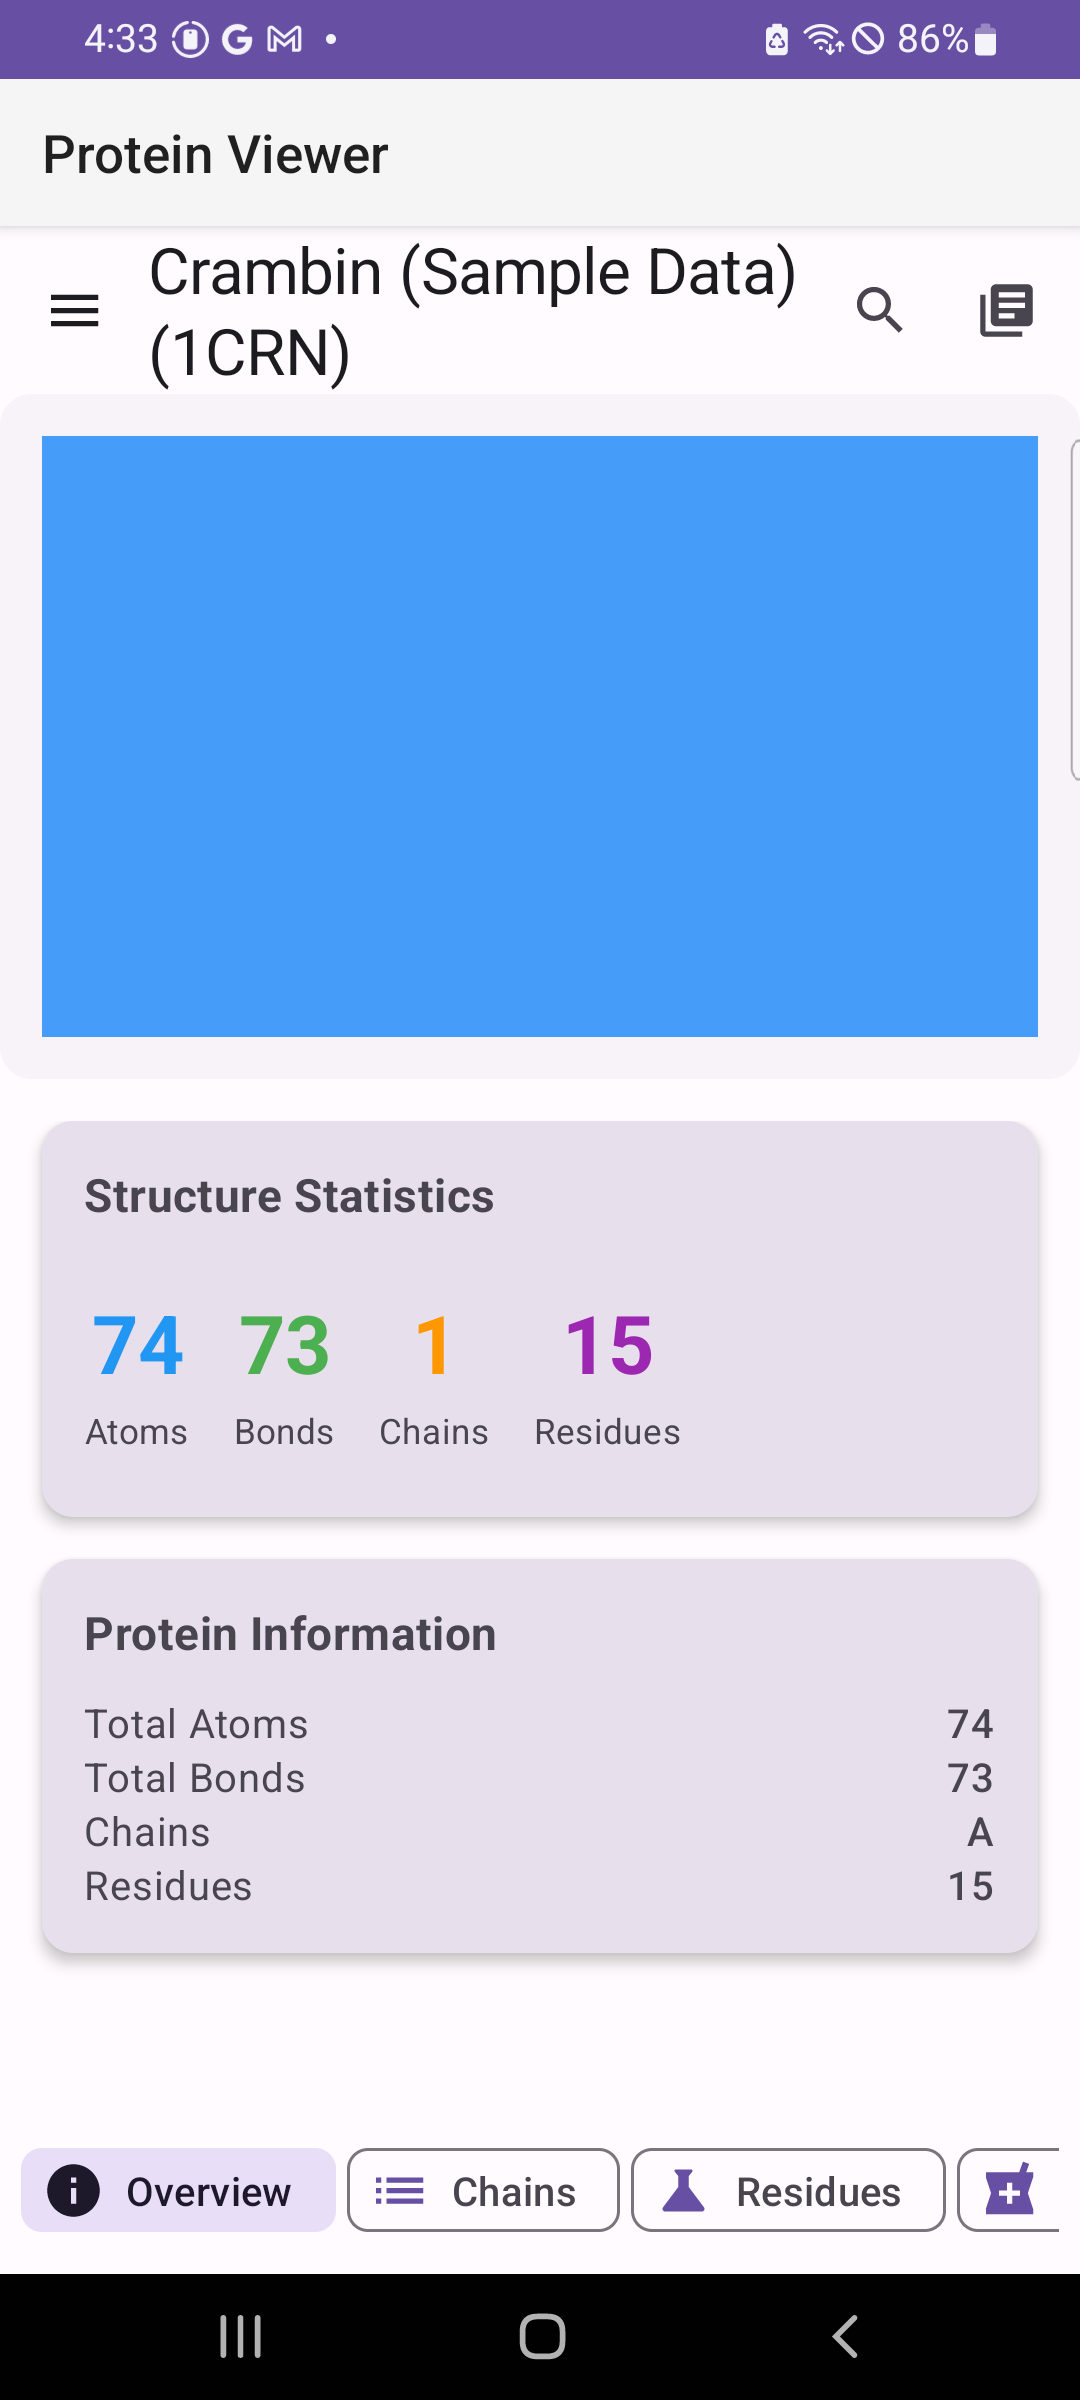 4:33
86%
Protein Viewer
Crambin (Sample Data)
(1CRN)
Structure Statistics
74 73 1 15
Atoms Bonds Chains Residues
Protein Information
Total Atoms 74
Total Bonds 73
Chains A
Residues 15
Overview Chains Residues